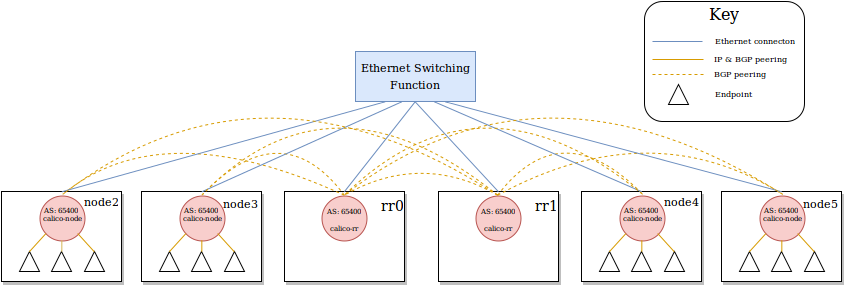 Key
Ethernet connecton
IP & BGP peering
BGP peering
Endpoint
Ethernet Switching
Function
node2
AS: 65400
calico-node
node3
AS: 65400
calico-node
rr0
AS: 65400
calico-rr
rr1
AS: 65400
calico-rr
node4
AS: 65400
calico-node
node5
AS: 65400
calico-node